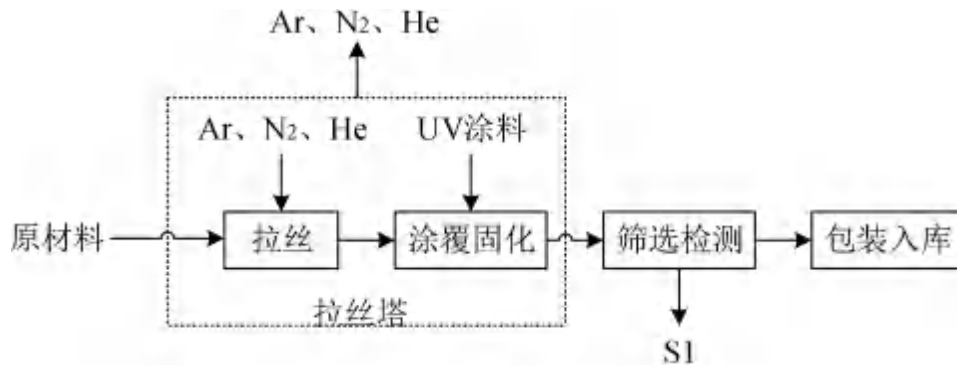 Ar、N2、He
Ar、N2、He
UV涂料
原材料
拉丝
涂覆固化
筛选检测
包装入库
拉丝塔
S1